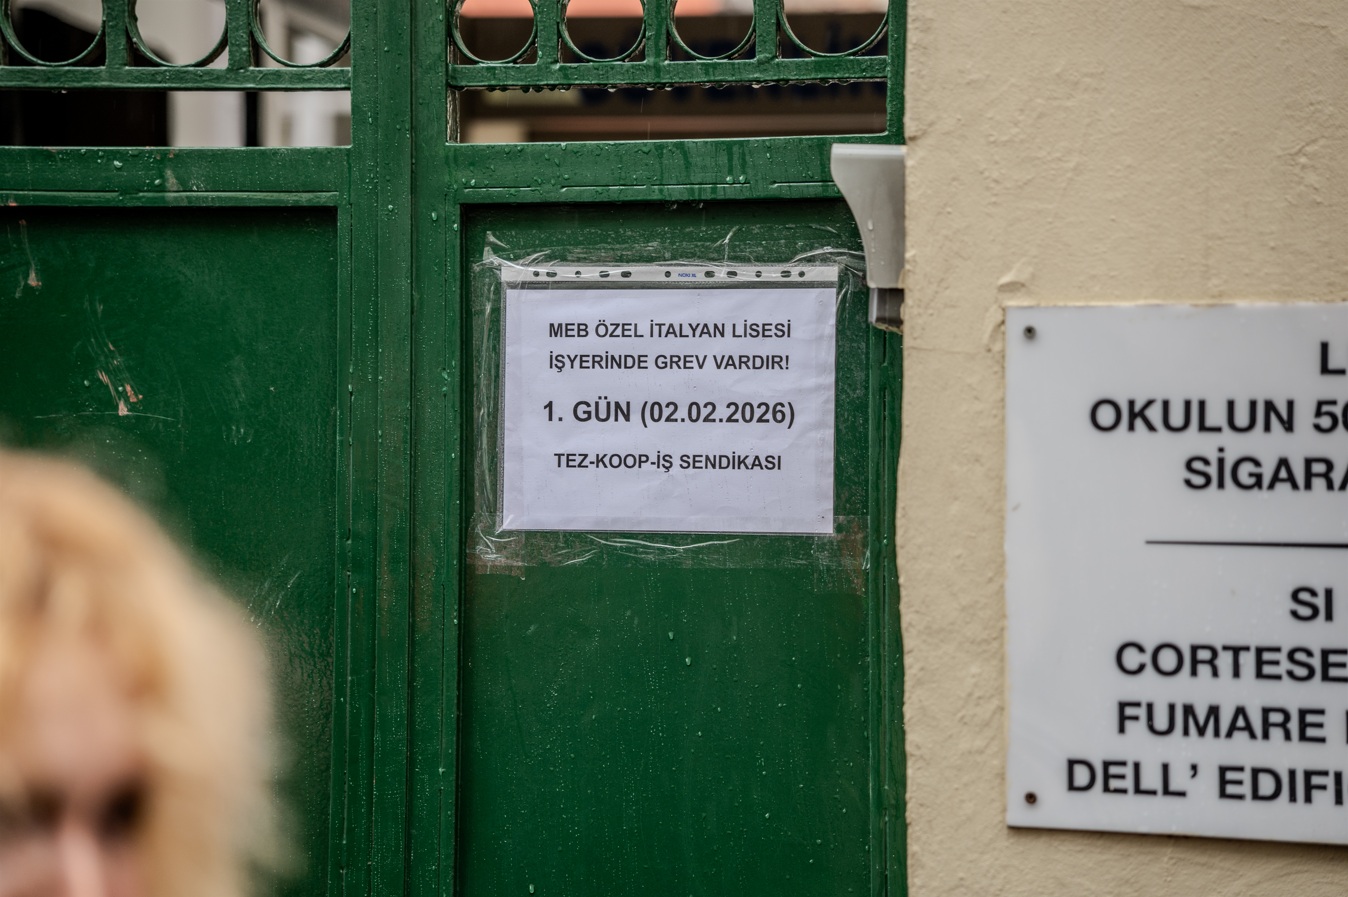 MEB ÖZEL İTALYAN LİSESİ
İŞYERİNDE GREV VARDIR!
1. GÜN (02.02.2026)
TEZ-KOOP-İŞ SENDİKASI
OKULUN
SİGARA
SI
CORTESE
FUMARE
DELL'